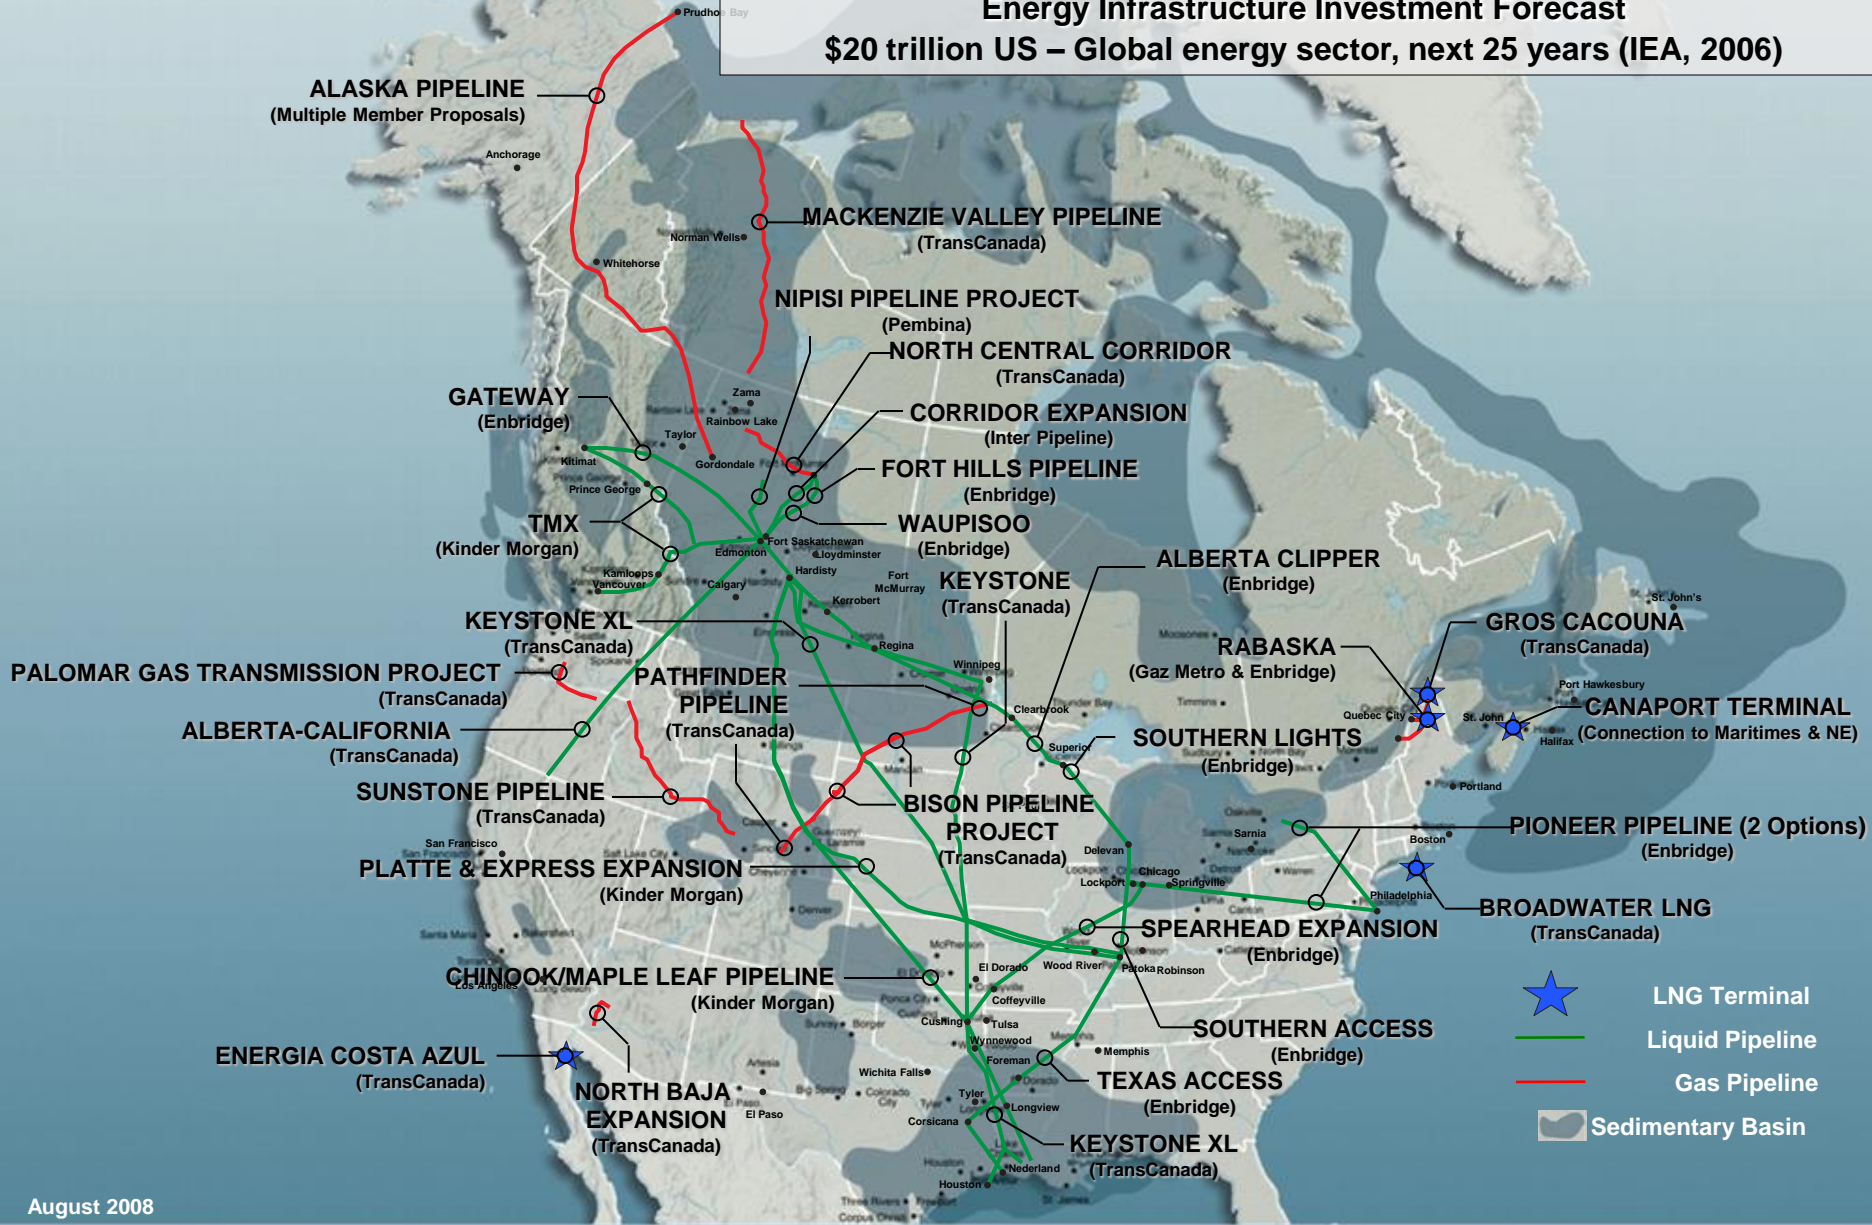 Energy Infrastructure Investment Forecast
$20 trillion US – Global energy sector, next 25 years (IEA, 2006)
Prudhoe Bay
ALASKA PIPELINE
(Multiple Member Proposals)
Anchorage
MACKENZIE VALLEY PIPELINE
(TransCanada)
Norman Wells
Whitehorse
NIPISI PIPELINE PROJECT
(Pembina)
NORTH CENTRAL CORRIDOR
(TransCanada)
GATEWAY
(Enbridge)
Zama
Rainbow Lake
CORRIDOR EXPANSION
(Inter Pipeline)
Taylor
Kitimat
Gordondale
FORT HILLS PIPELINE
(Enbridge)
Prince George
TMX
(Kinder Morgan)
WAUPISOO
(Enbridge)
Fort Saskatchewan
Edmonton
Lloydminster
Kamloops
Vancouver
Calgary
Hardisty
Fort
McMurray
KEYSTONE
(TransCanada)
ALBERTA CLIPPER
(Enbridge)
Kerrobert
St. John's
KEYSTONE XL
(TransCanada)
Regina
RABASKA
(Gaz Metro & Enbridge)
GROS CACOUNA
(TransCanada)
PALOMAR GAS TRANSMISSION PROJECT
(TransCanada)
PATHFINDER
PIPELINE
(TransCanada)
Winnipeg
Port Hawkesbury
Clearbrook
Quebec City
St. John
CANAPORT TERMINAL
(Connection to Maritimes & NE)
Halifax
ALBERTA-CALIFORNIA
(TransCanada)
Superior
SOUTHERN LIGHTS
(Enbridge)
SUNSTONE PIPELINE
(TransCanada)
BISON PIPELINE
PROJECT
(TransCanada)
Portland
San Francisco
Sarnia
Boston
PIONEER PIPELINE (2 Options)
(Enbridge)
Delevan
PLATTE & EXPRESS EXPANSION
(Kinder Morgan)
Chicago
Lockport
Springville
Philadelphia
BROADWATER LNG
(TransCanada)
SPEARHEAD EXPANSION
(Enbridge)
CHINOOK/MAPLE LEAF PIPELINE
(Kinder Morgan)
Los Angeles
El Dorado
Wood River
Patoka
Robinson
Coffeyville
Cushing
Tulsa
Wynnewood
SOUTHERN ACCESS
(Enbridge)
ENERGIA COSTA AZUL
(TransCanada)
Foreman
Memphis
Wichita Falls
NORTH BAJA
EXPANSION
(TransCanada)
El Paso
TEXAS ACCESS
(Enbridge)
Tyler
Longview
Corsicana
KEYSTONE XL
(TransCanada)
Nederland
Houston
LNG Terminal
Liquid Pipeline
Gas Pipeline
Sedimentary Basin
August 2008